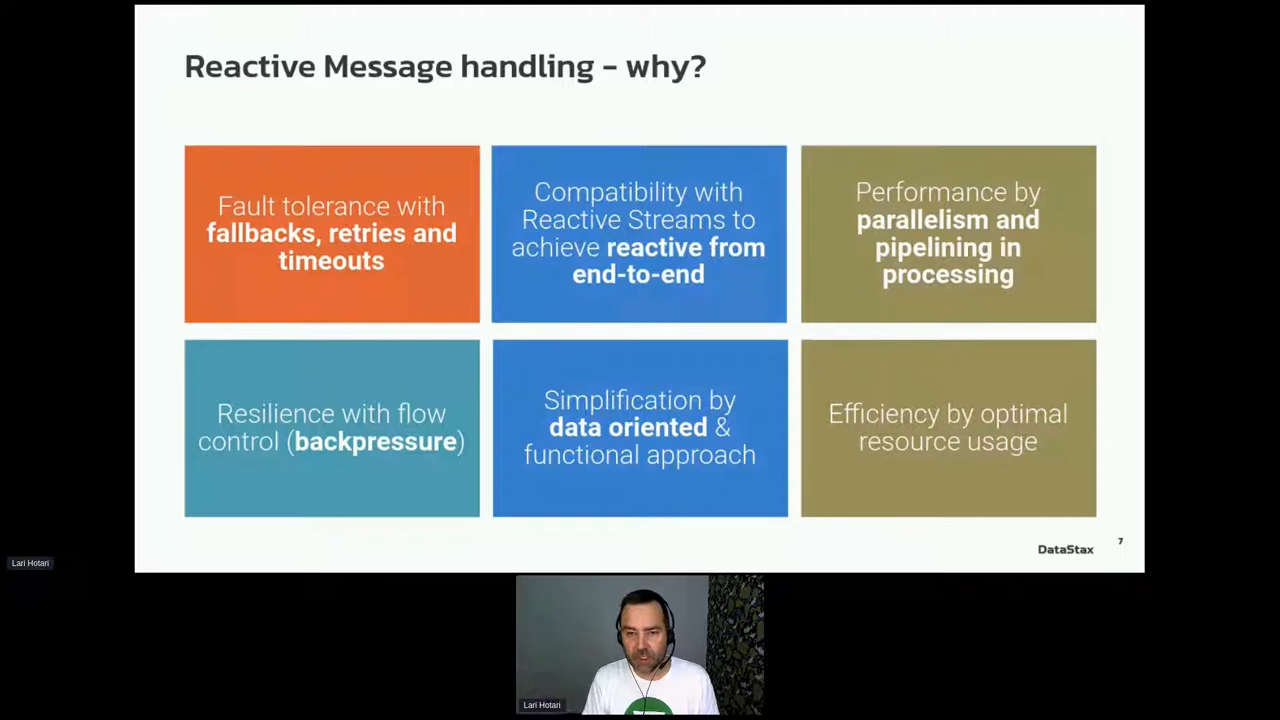 Reactive Message handling - why?
Fault tolerance with
fallbacks, retries and
timeouts
Compatibility with
Reactive Streams to
achieve reactive from
end-to-end
Performance by
parallelism and
pipelining in
processing
Resilience with flow
control (backpressure)
Simplification by
data oriented &
functional approach
Efficiency by optimal
resource usage
DataStax
7
Lari Hotari
Lari Hotari